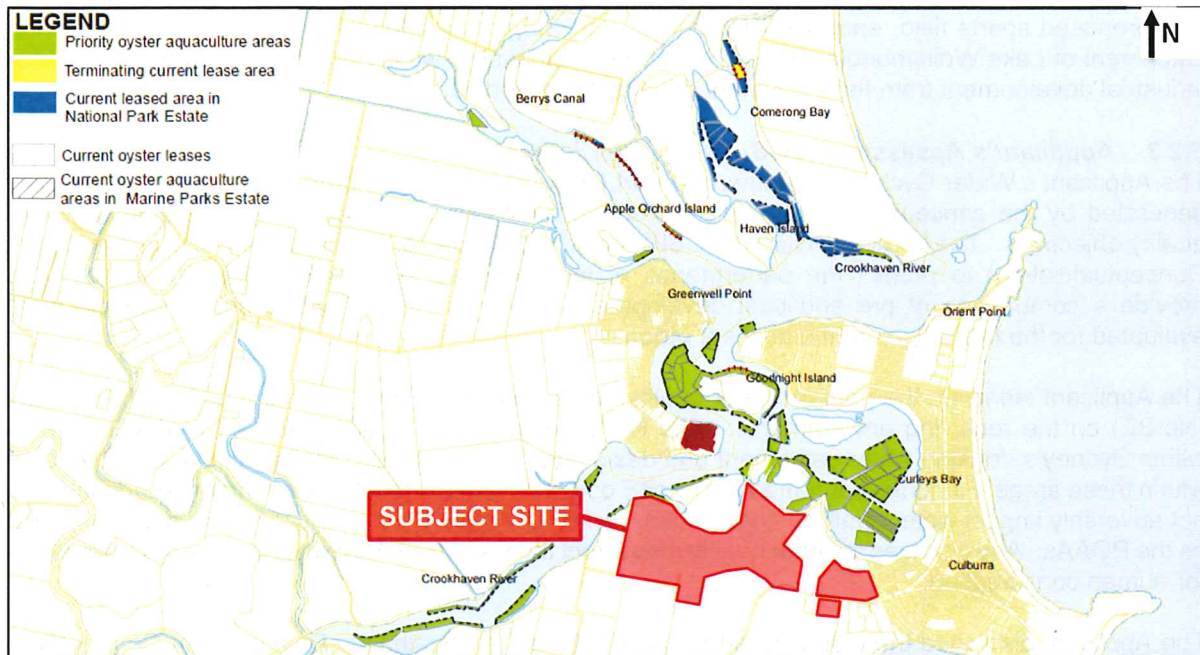 LEGEND
Priority oyster aquaculture areas
Terminating current lease area
Current leased area in
National Park Estate
Current oyster leases
Current oyster aquaculture
areas in Marine Parks Estate
N
Berrys Canal
Comerong Bay
Apple Orchard Island
Haven Island
Crookhaven River
Greenwell Point
Orient Point
Goodnight Island
Curleys Bay
SUBJECT SITE
Culburra
Crookhaven River